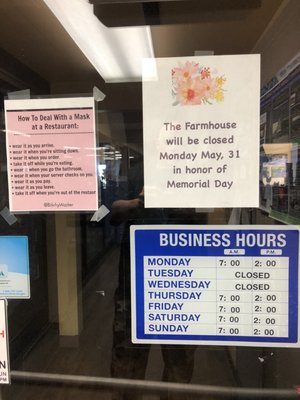 How To Deal With a Mask
at a Restaurant:
• wear it as you arrive.
• wear it when you're sitting down.
• wear it when you order.
• take it off while you're eating.
• wear it when you go the bathroom.
• wear it when your server checks on you.
• wear it as you pay.
• wear it as you leave.
• take it off when you're out of the restaur
The Farmhouse
will be closed
Monday May, 31
in honor of
Memorial Day
BUSINESS HOURS
A.M. P.M.
MONDAY 7:00 2:00
TUESDAY CLOSED
WEDNESDAY CLOSED
THURSDAY 7:00 2:00
FRIDAY 7:00 2:00
SATURDAY 7:00 2:00
SUNDAY 7:00 2:00